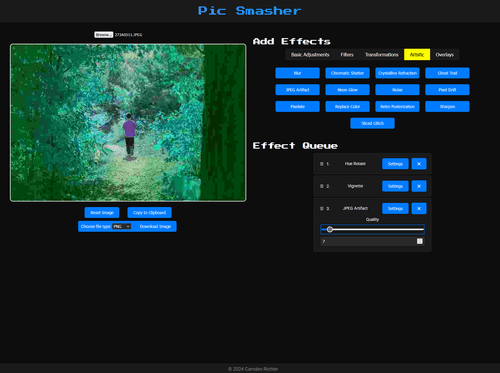 Pic Smasher
Browse... 273A0311.JPEG
Reset Image
Copy to Clipboard
Choose file type PNG
Download Image
Add Effects
Basic Adjustments
Filters
Transformations
Artistic
Overlays
Blur
Chromatic Shatter
Crystalline Refraction
Ghost Trail
JPEG Artifact
Neon Glow
Noise
Pixel Drift
Pixelate
Replace Color
Retro Posterization
Sharpen
Sliced Glitch
Effect Queue
1. Hue Rotate Settings ×
2. Vignette Settings ×
3. JPEG Artifact Settings ×
Quality
7
© 2024 Camden Richter